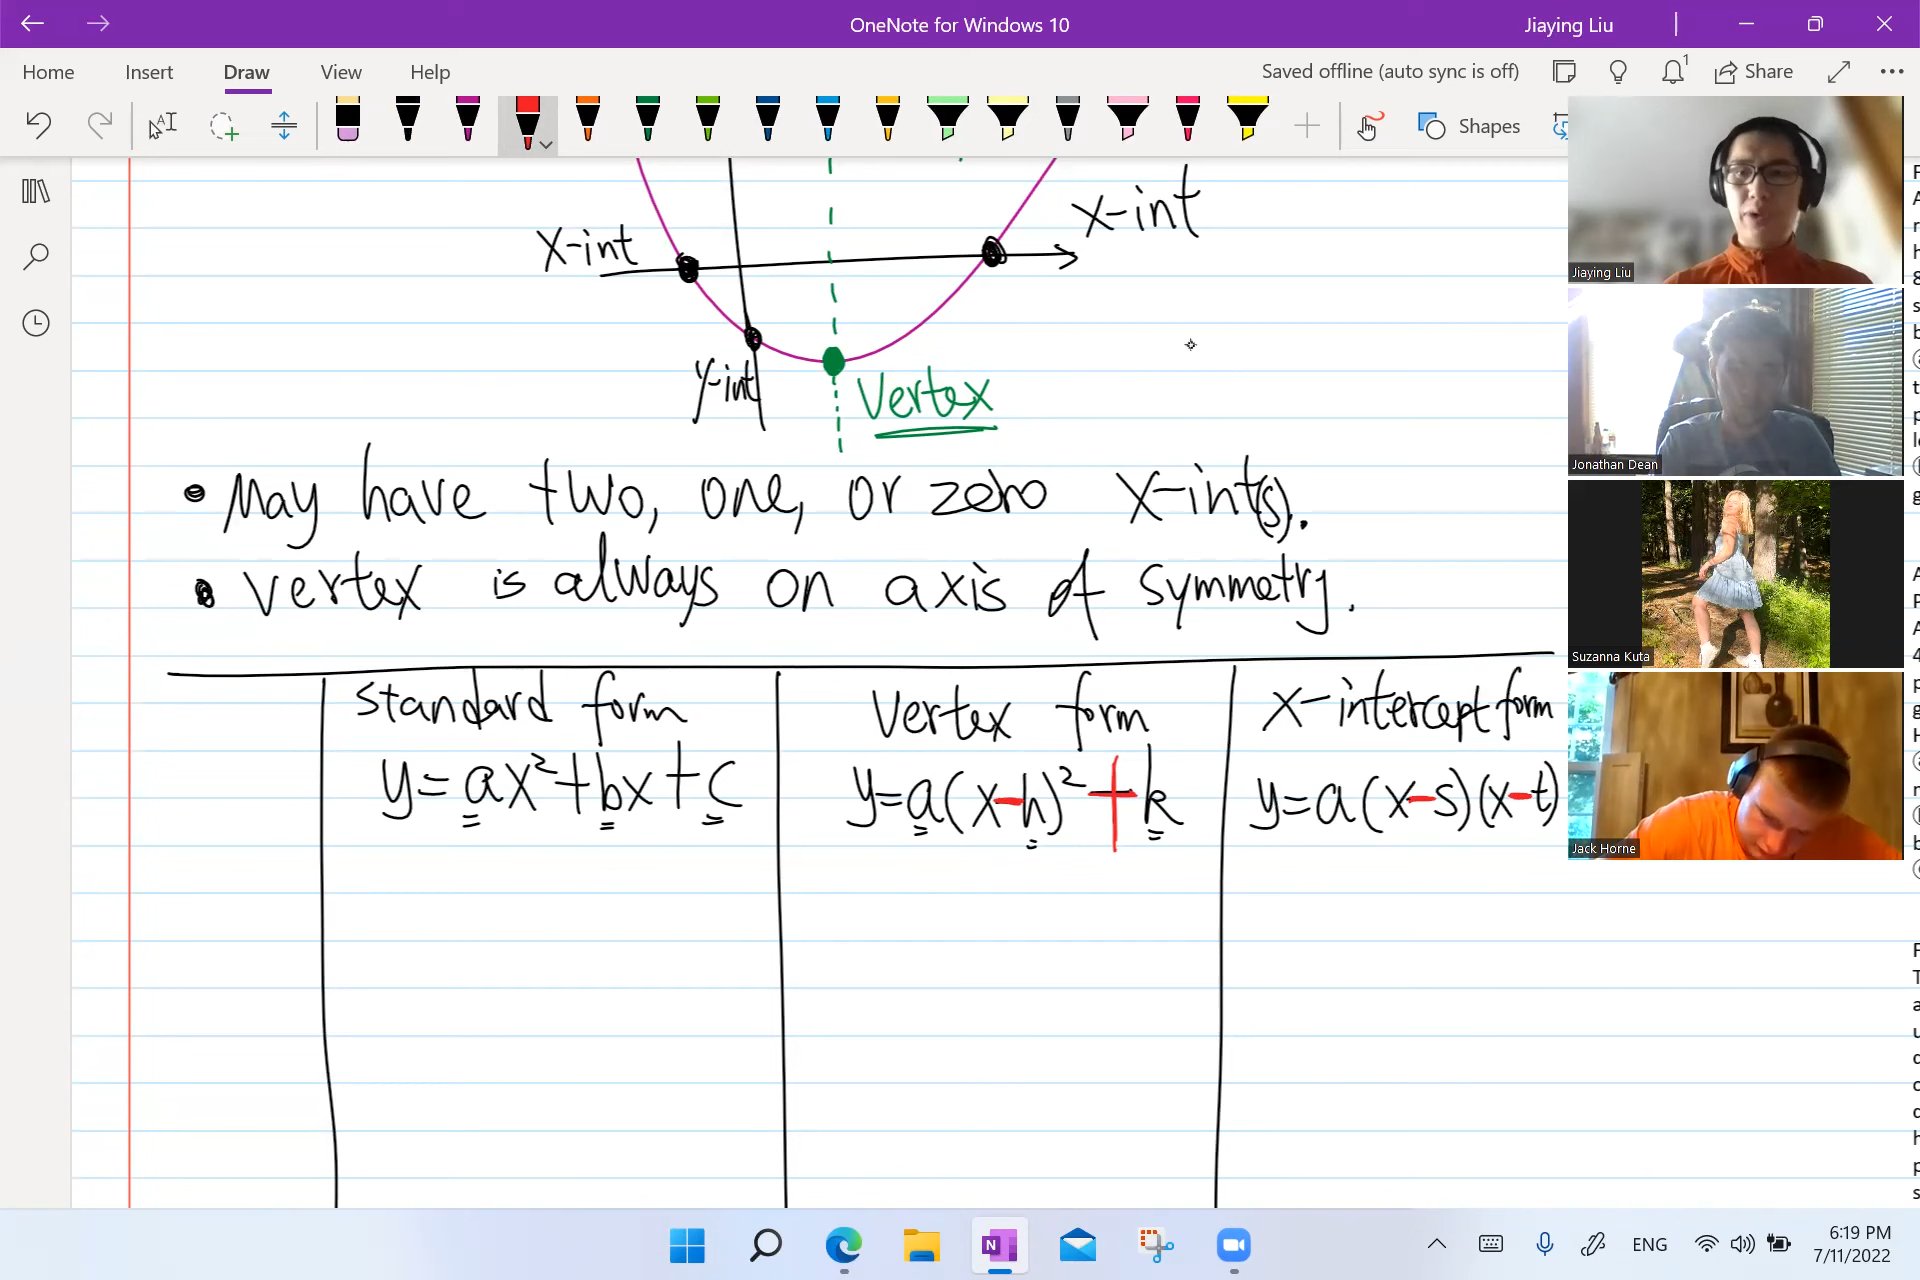 OneNote for Windows 10
Jiaying Liu
Home Insert Draw View Help
Saved offline (auto sync is off)
1
Share
Shapes
x-int
x-int
y-int
Vertex
• May have two, one, or zero x-int(s).
• Vertex is always on axis of symmetry.
Standard form
Vertex form
x-intercept form
y=ax²+bx+c
y=a(x-h)²+k
y=a(x-s)(x-t)
Jiaying Liu
Jonathan Dean
Suzanna Kuta
Jack Horne
ENG
6:19 PM
7/11/2022